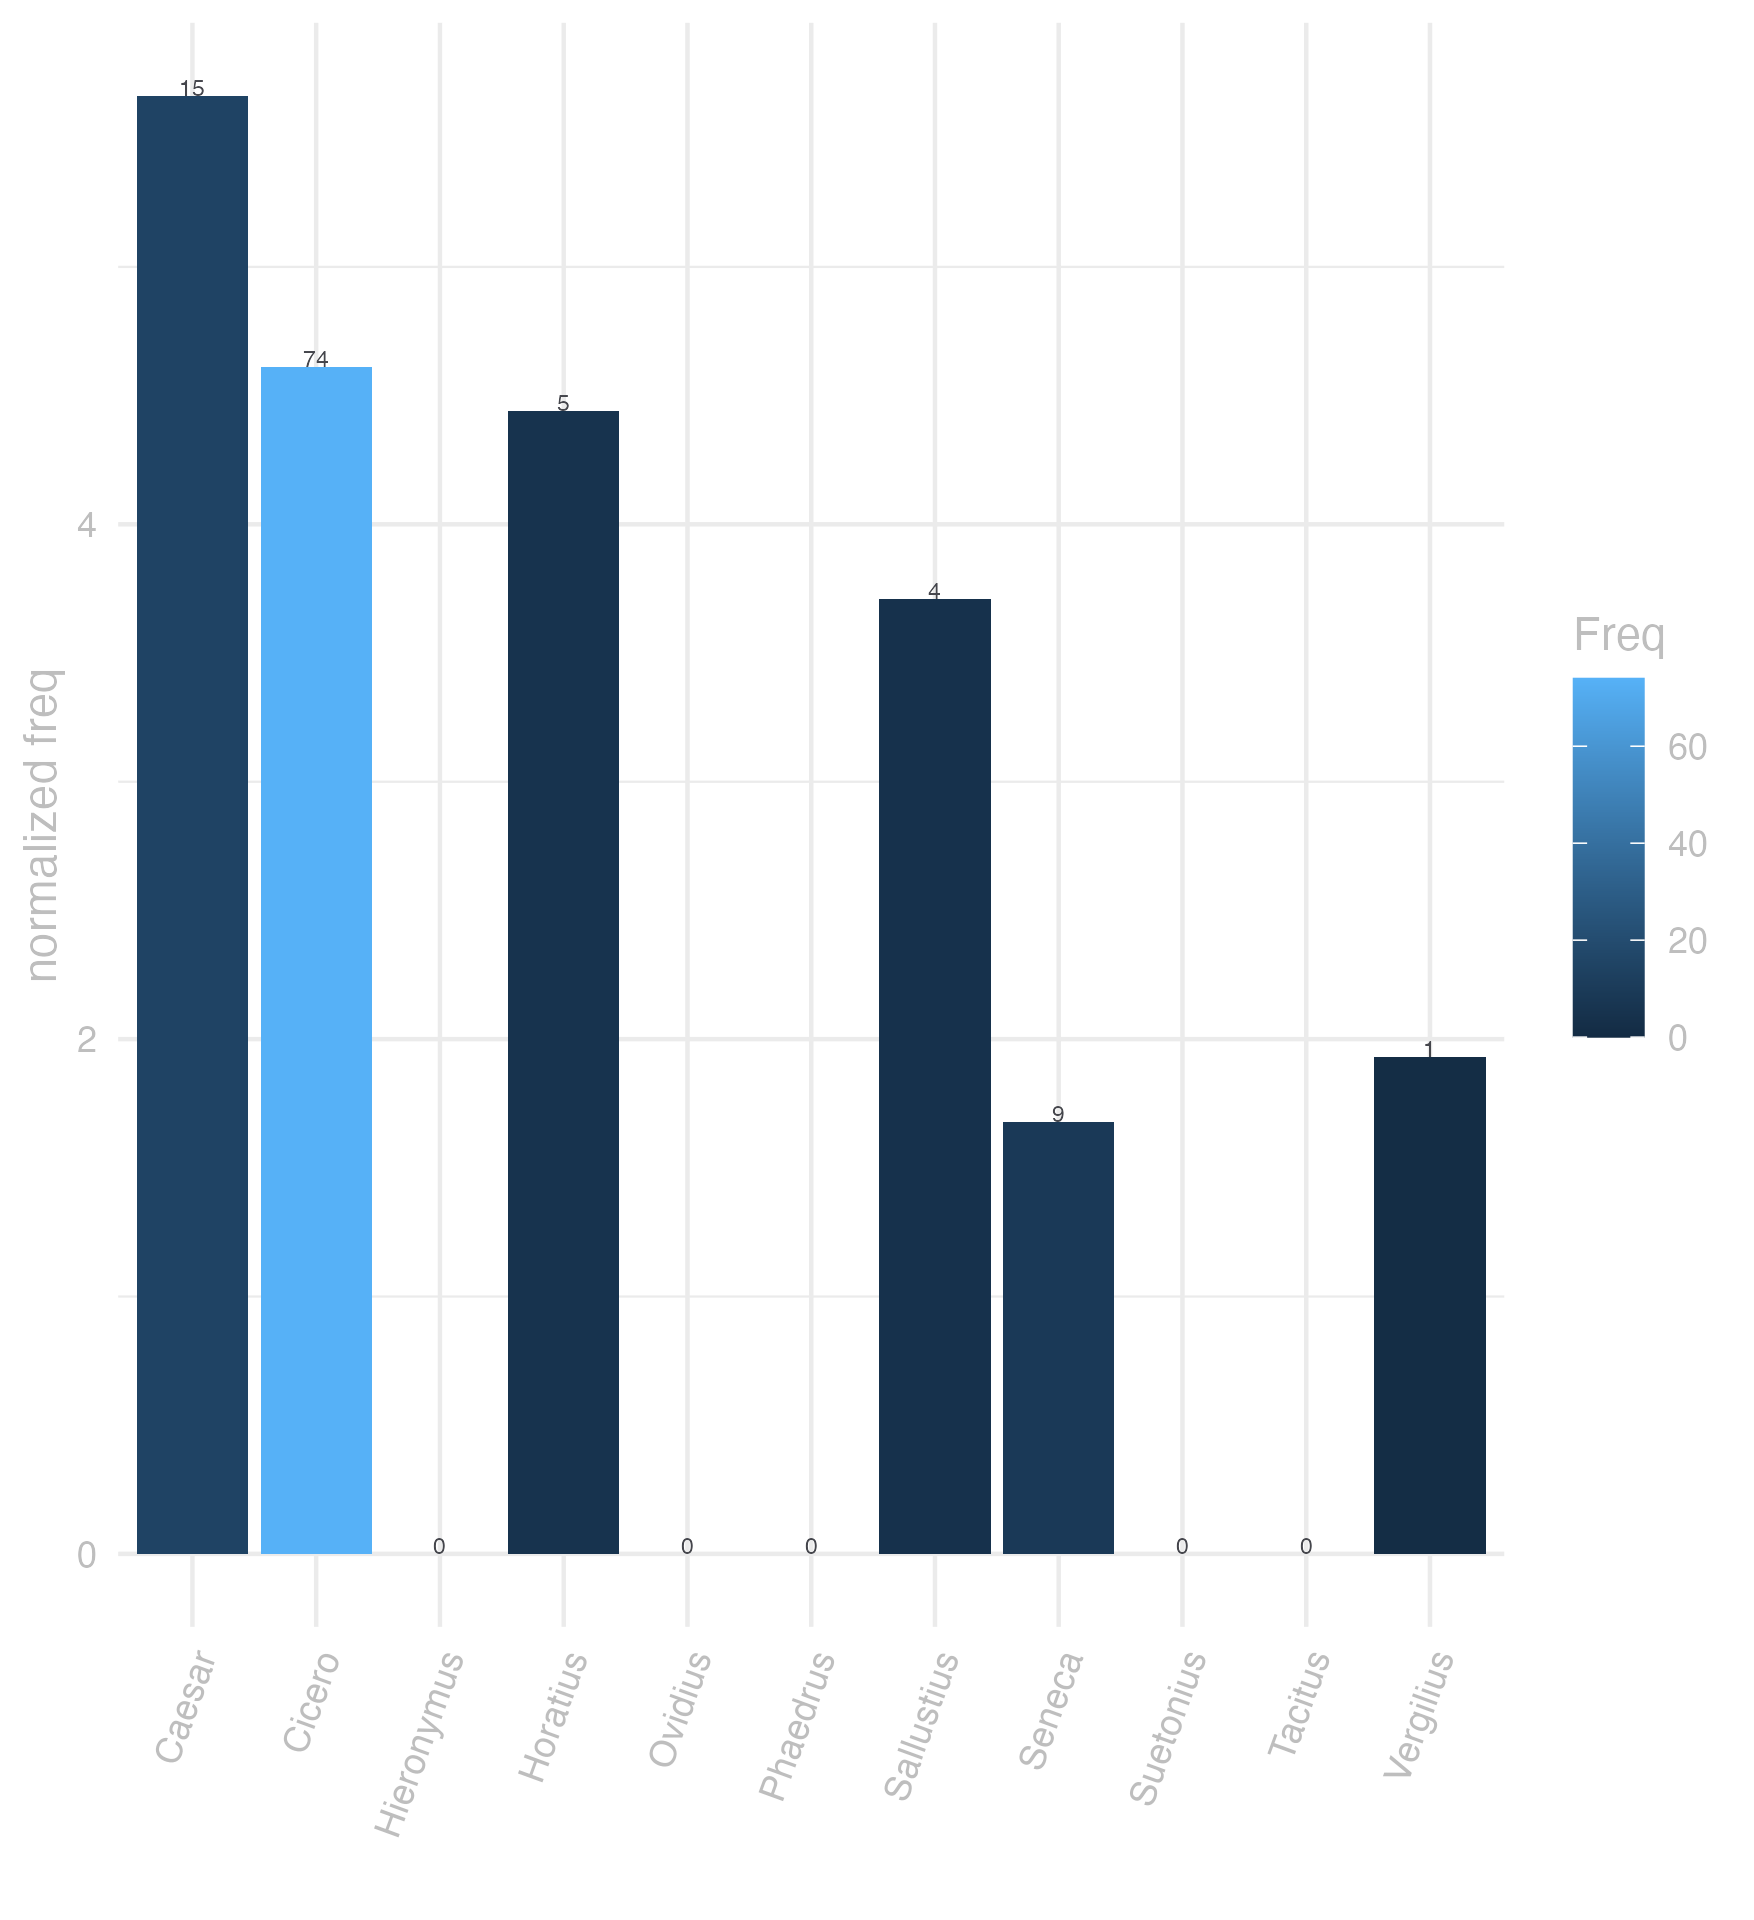 15
74
5
4
4
normalized freq
Freq
60
40
20
0
2
1
9
0
0
0
0
0
0
Caesar
Cicero
Hieronymus
Horatius
Ovidius
Phaedrus
Sallustius
Seneca
Suetonius
Tacitus
Vergilius